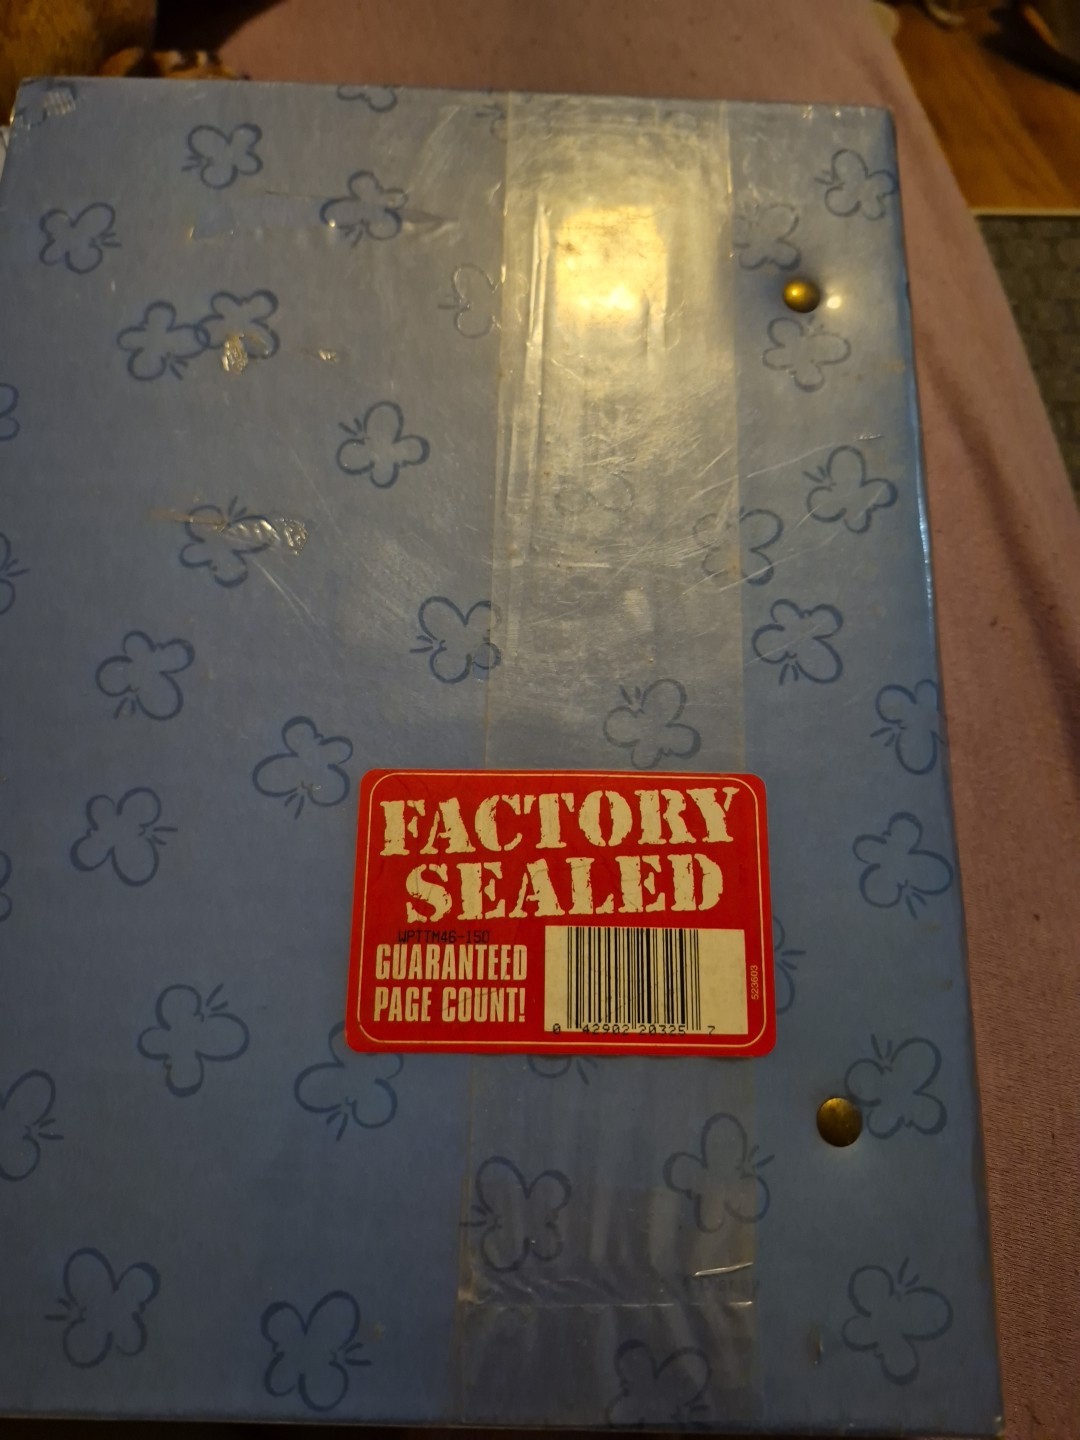 FACTORY
SEALED
WPTTM46-150
GUARANTEED
PAGE COUNT!
0 42902 20325 7
523603